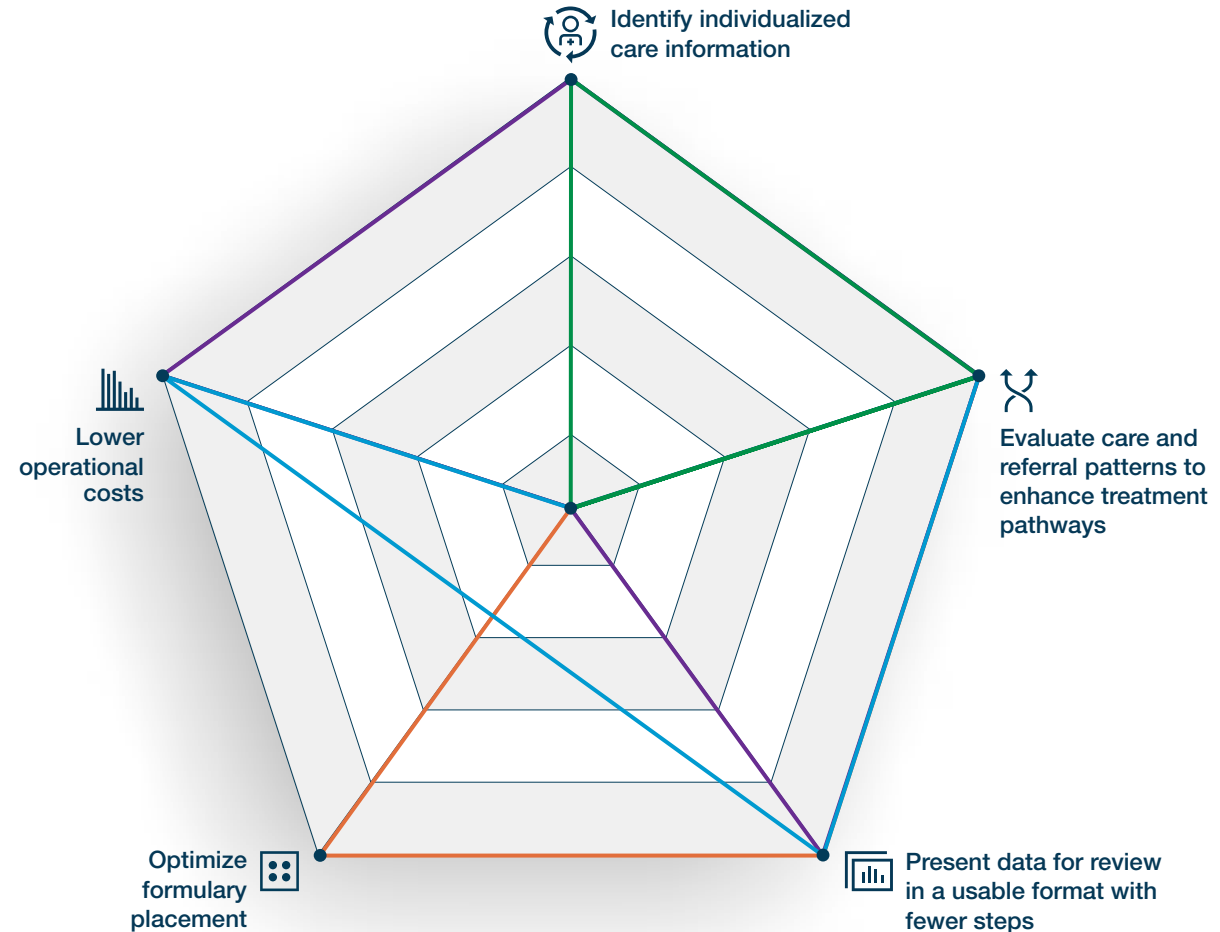 Identify individualized
care information
Lower
operational
costs
Evaluate care and
referral patterns to
enhance treatment
pathways
Optimize
formulary
placement
Present data for review
in a usable format with
fewer steps